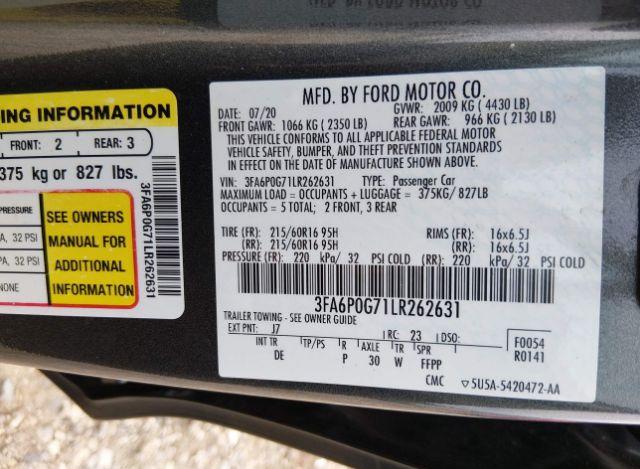 NG INFORMATION
FRONT: 2
REAR: 3
375 kg or 827 lbs.
PRESSURE
SEE OWNERS
MANUAL FOR
ADDITIONAL
INFORMATION
A, 32 PSI
A, 32 PSI
NONE
3FA6P0G71LR262631
MFD. BY FORD MOTOR CO.
DATE: 07/20
GVWR: 2009 KG ( 4430 LB)
FRONT GAWR: 1066 KG ( 2350 LB)
REAR GAWR: 966 KG ( 2130 LB)
THIS VEHICLE CONFORMS TO ALL APPLICABLE FEDERAL MOTOR
VEHICLE SAFETY, BUMPER, AND THEFT PREVENTION STANDARDS
IN EFFECT ON THE DATE OF MANUFACTURE SHOWN ABOVE.
VIN: 3FA6P0G71LR262631 TYPE: Passenger Car
MAXIMUM LOAD = OCCUPANTS + LUGGAGE = 375KG/ 827LB
OCCUPANTS = 5 TOTAL; 2 FRONT, 3 REAR
TIRE (FR): 215/60R16 95H RIMS (FR): 16x6.5J
(RR): 215/60R16 95H (RR): 16x6.5J
PRESSURE (FR): 220 kPa/ 32 PSI COLD (RR): 220 kPa/ 32 PSI COLD
3FA6P0G71LR262631
TRAILER TOWING - SEE OWNER GUIDE
EXT PNT: J7 RC: 23 DSO:
F0054
R0141
INT TR TP/PS R AXLE TR SPR
DE P 30 W FFPP
CMC 5U5A-5420472-AA